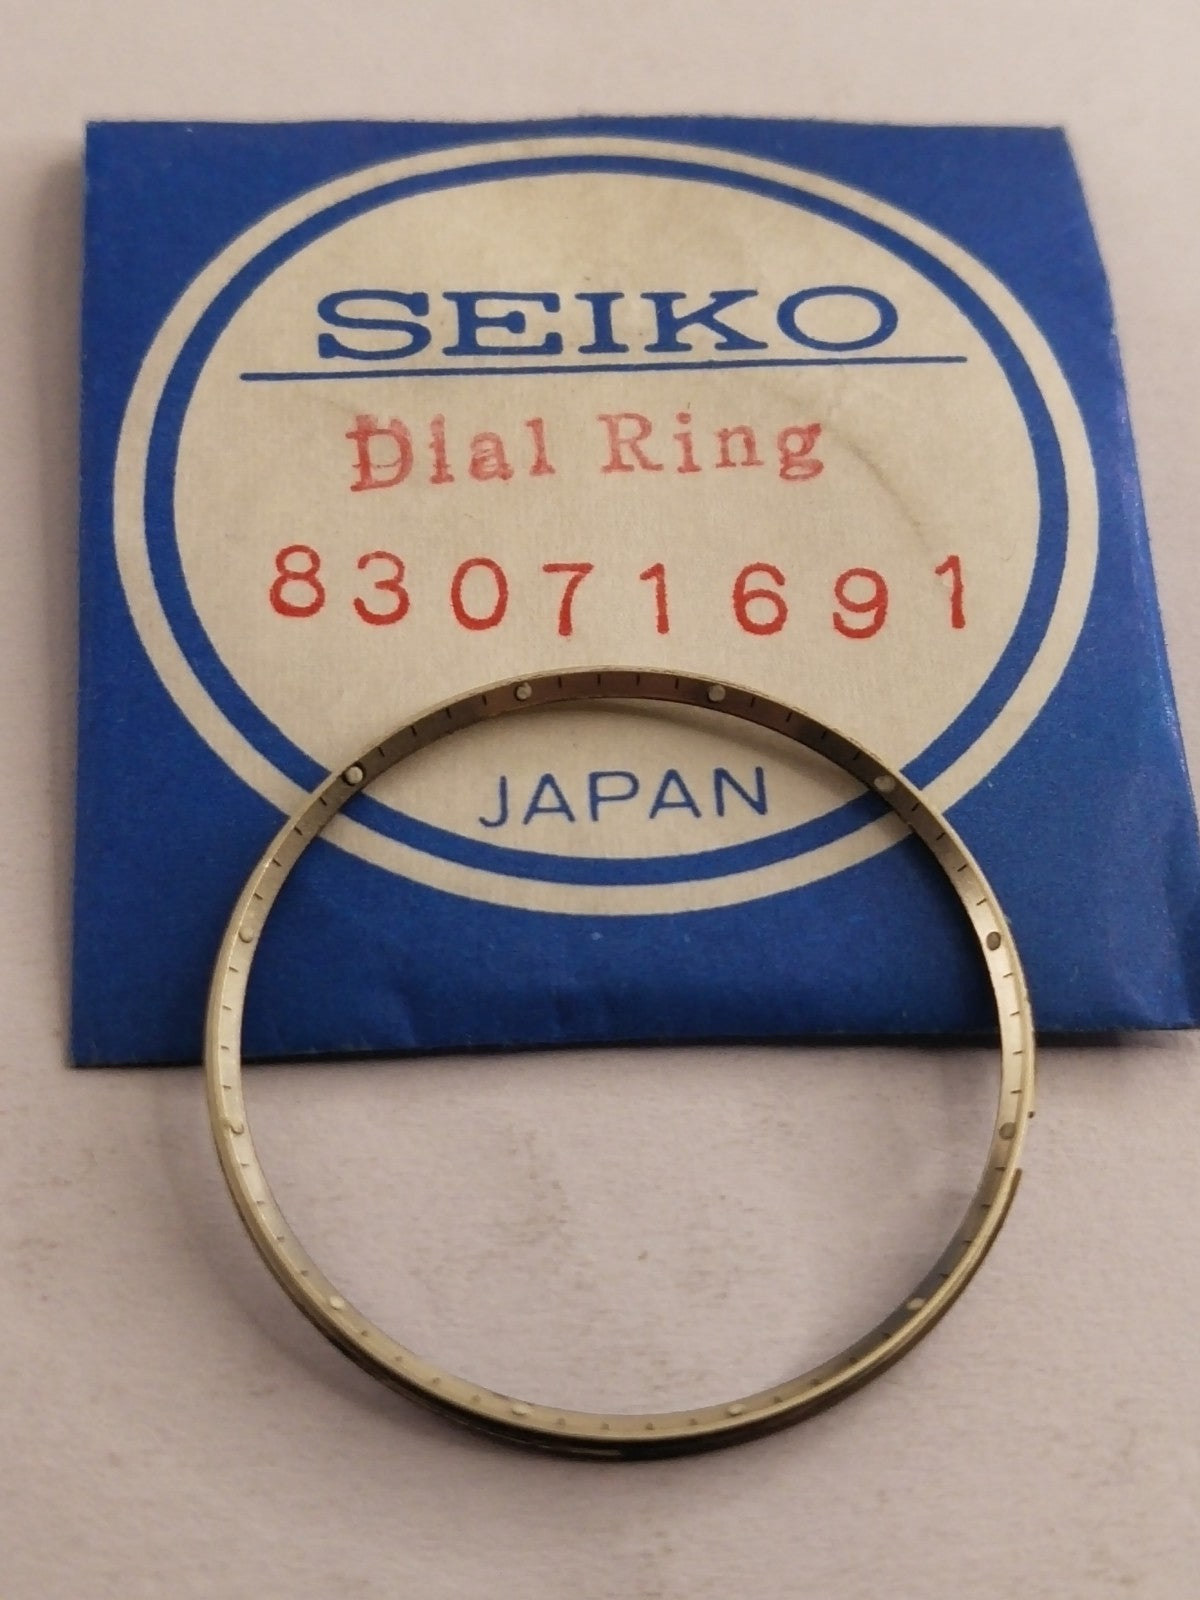 SEIKO
Dial Ring
83071691
JAPAN